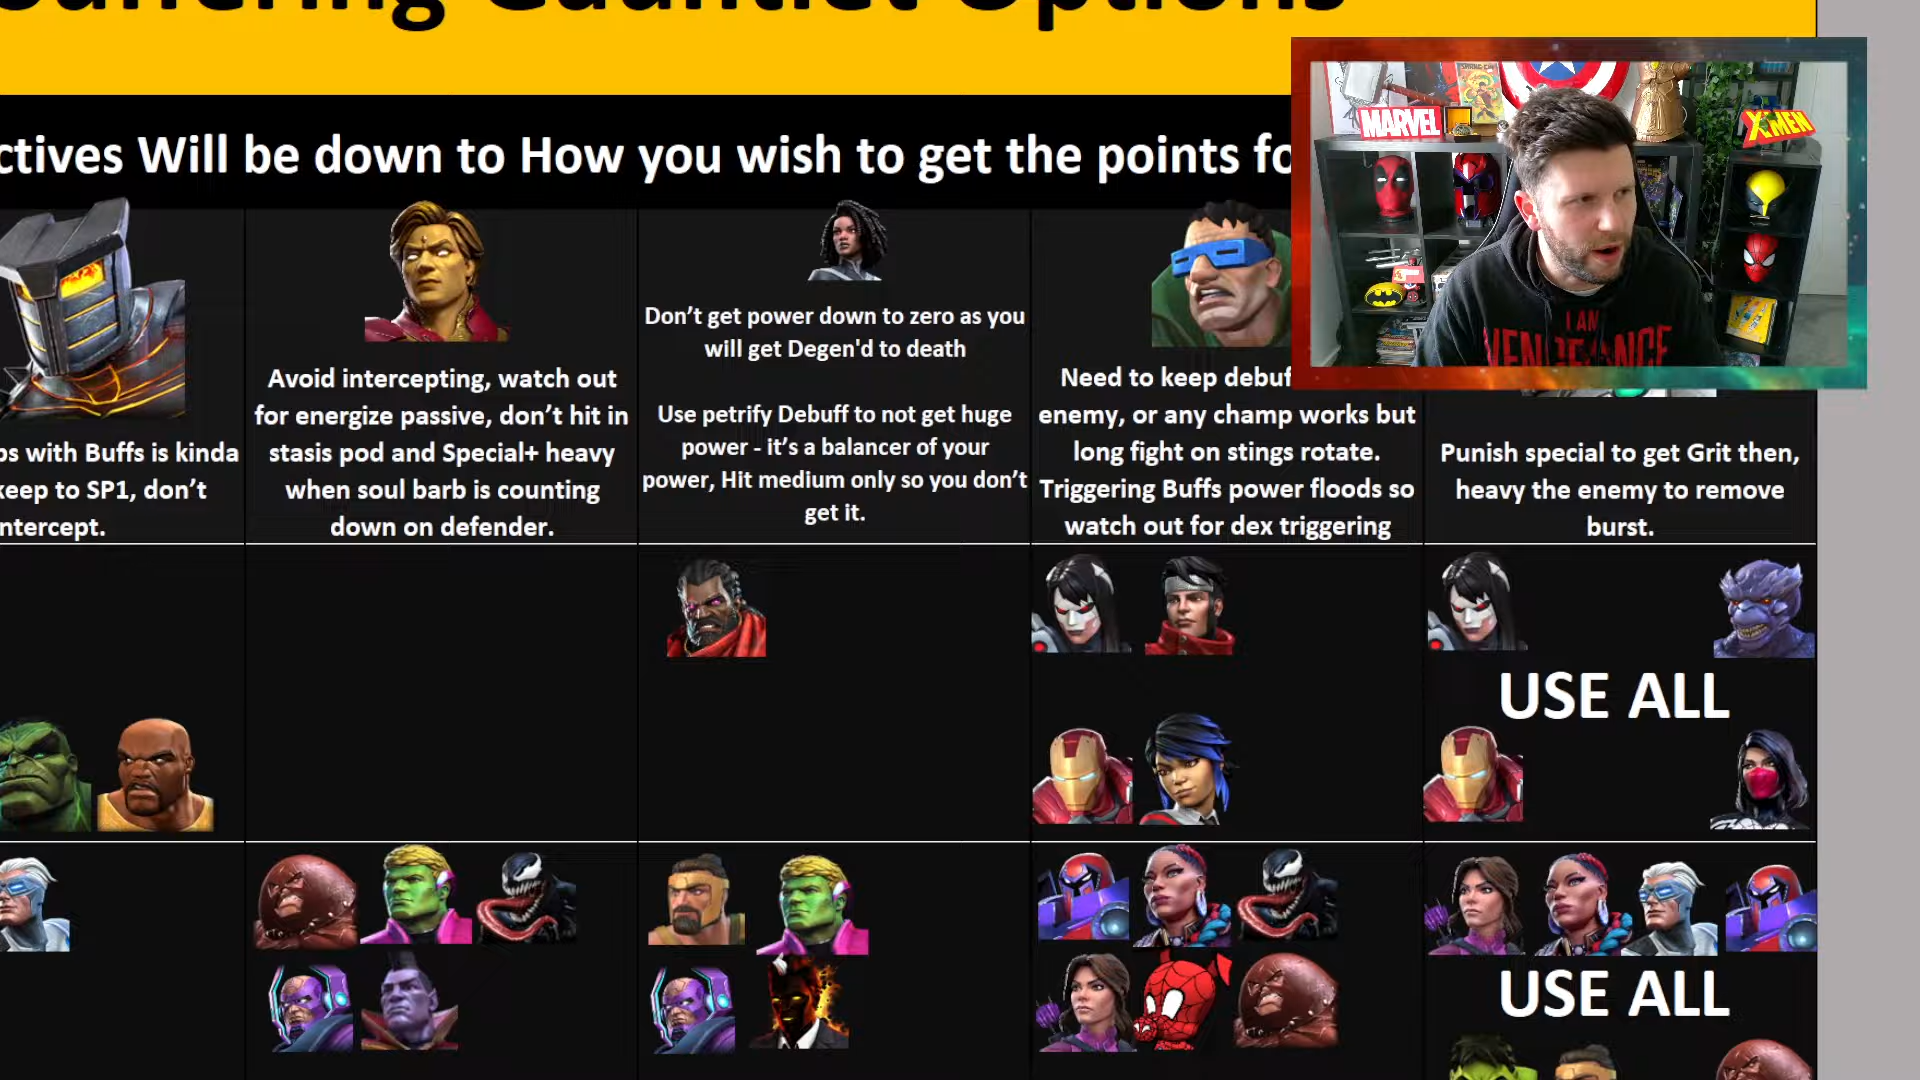 uffering Gauntlet Options
ctives Will be down to How you wish to get the points fo
MARVEL
X-MEN
I AM
VENGEANCE
ps with Buffs is kinda
keep to SP1, don't
ntercept.
Avoid intercepting, watch out
for energize passive, don't hit in
stasis pod and Special+ heavy
when soul barb is counting
down on defender.
Don't get power down to zero as you
will get Degen'd to death
Use petrify Debuff to not get huge
power - it's a balancer of your
power, Hit medium only so you don't
get it.
Need to keep debuf
enemy, or any champ works but
long fight on stings rotate.
Triggering Buffs power floods so
watch out for dex triggering
Punish special to get Grit then,
heavy the enemy to remove
burst.
USE ALL
USE ALL